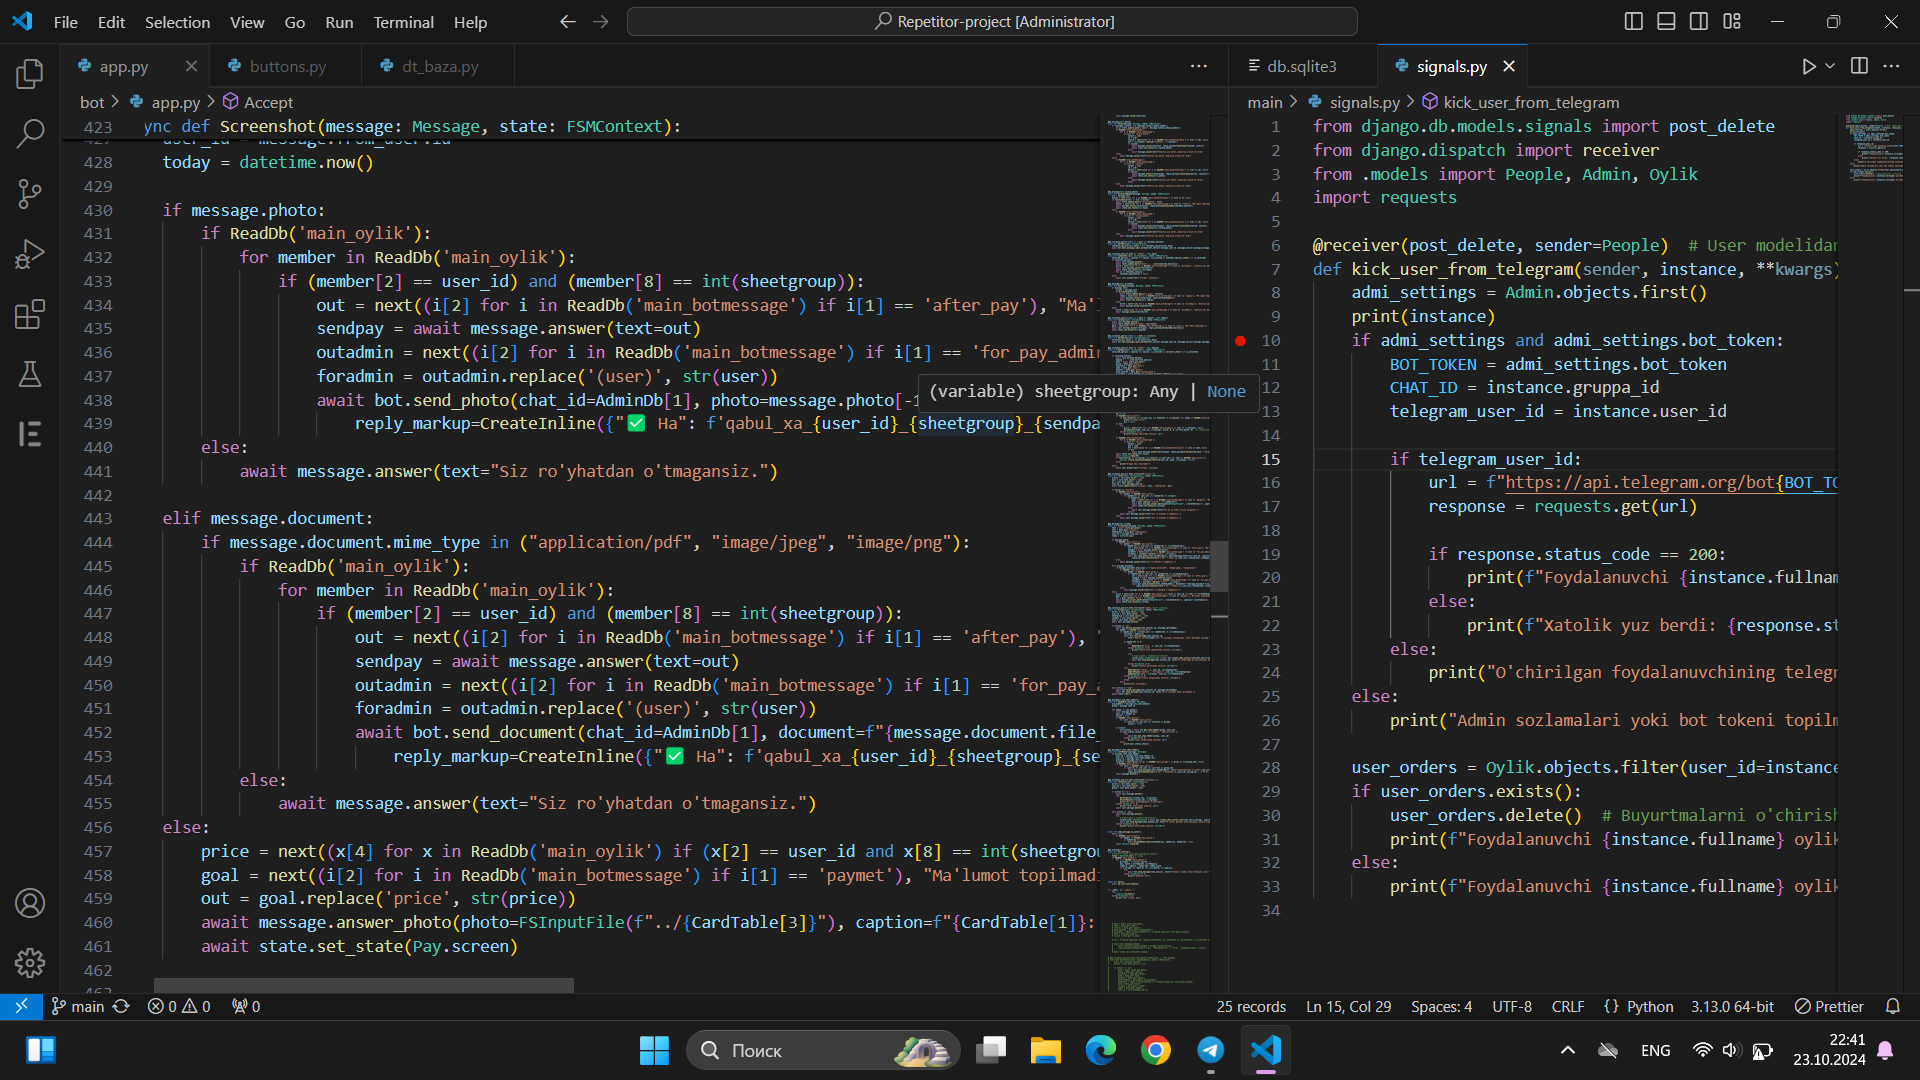 File Edit Selection View Go Run Terminal Help
Repetitor-project [Administrator]
app.py
buttons.py
dt_baza.py
db.sqlite3
signals.py
bot > app.py > Accept
423 ync def Screenshot(message: Message, state: FSMContext):
427 user_id = message.from_user.id
428 today = datetime.now()
429
430 if message.photo:
431 if ReadDb('main_oylik'):
432 for member in ReadDb('main_oylik'):
433 if (member[2] == user_id) and (member[8] == int(sheetgroup)):
434 out = next((i[2] for i in ReadDb('main_botmessage') if i[1] == 'after_pay'), "Ma'l
435 sendpay = await message.answer(text=out)
436 outadmin = next((i[2] for i in ReadDb('main_botmessage') if i[1] == 'for_pay_admin
437 foradmin = outadmin.replace('(user)', str(user))
438 await bot.send_photo(chat_id=AdminDb[1], photo=message.photo[-1
(variable) sheetgroup: Any | None
439 reply_markup=CreateInline({"✅ Ha": f'qabul_xa_{user_id}_{sheetgroup}_{sendpa
440 else:
441 await message.answer(text="Siz ro'yhatdan o'tmagansiz.")
442
443 elif message.document:
444 if message.document.mime_type in ("application/pdf", "image/jpeg", "image/png"):
445 if ReadDb('main_oylik'):
446 for member in ReadDb('main_oylik'):
447 if (member[2] == user_id) and (member[8] == int(sheetgroup)):
448 out = next((i[2] for i in ReadDb('main_botmessage') if i[1] == 'after_pay'), "
449 sendpay = await message.answer(text=out)
450 outadmin = next((i[2] for i in ReadDb('main_botmessage') if i[1] == 'for_pay_a
451 foradmin = outadmin.replace('(user)', str(user))
452 await bot.send_document(chat_id=AdminDb[1], document=f"{message.document.file_
453 reply_markup=CreateInline({"✅ Ha": f'qabul_xa_{user_id}_{sheetgroup}_{se
454 else:
455 await message.answer(text="Siz ro'yhatdan o'tmagansiz.")
456 else:
457 price = next((x[4] for x in ReadDb('main_oylik') if (x[2] == user_id and x[8] == int(sheetgrou
458 goal = next((i[2] for i in ReadDb('main_botmessage') if i[1] == 'paymet'), "Ma'lumot topilmadi
459 out = goal.replace('price', str(price))
460 await message.answer_photo(photo=FSInputFile(f"../{CardTable[3]}"), caption=f"{CardTable[1]}:
461 await state.set_state(Pay.screen)
462
463
main > signals.py > kick_user_from_telegram
1 from django.db.models.signals import post_delete
2 from django.dispatch import receiver
3 from .models import People, Admin, Oylik
4 import requests
5
6 @receiver(post_delete, sender=People) # User modelidan
7 def kick_user_from_telegram(sender, instance, **kwargs)
8 admi_settings = Admin.objects.first()
9 print(instance)
10 if admi_settings and admi_settings.bot_token:
11 BOT_TOKEN = admi_settings.bot_token
12 CHAT_ID = instance.gruppa_id
13 telegram_user_id = instance.user_id
14
15 if telegram_user_id:
16 url = f"https://api.telegram.org/bot{BOT_TO
17 response = requests.get(url)
18
19 if response.status_code == 200:
20 print(f"Foydalanuvchi {instance.fullnam
21 else:
22 print(f"Xatolik yuz berdi: {response.st
23 else:
24 print("O'chirilgan foydalanuvchining telegr
25 else:
26 print("Admin sozlamalari yoki bot tokeni topilm
27
28 user_orders = Oylik.objects.filter(user_id=instance
29 if user_orders.exists():
30 user_orders.delete() # Buyurtmalarni o'chirish
31 print(f"Foydalanuvchi {instance.fullname} oylik
32 else:
33 print(f"Foydalanuvchi {instance.fullname} oylik
34
main 0 0 0
25 records Ln 15, Col 29 Spaces: 4 UTF-8 CRLF {} Python 3.13.0 64-bit Prettier
Поиск
ENG
22:41
23.10.2024